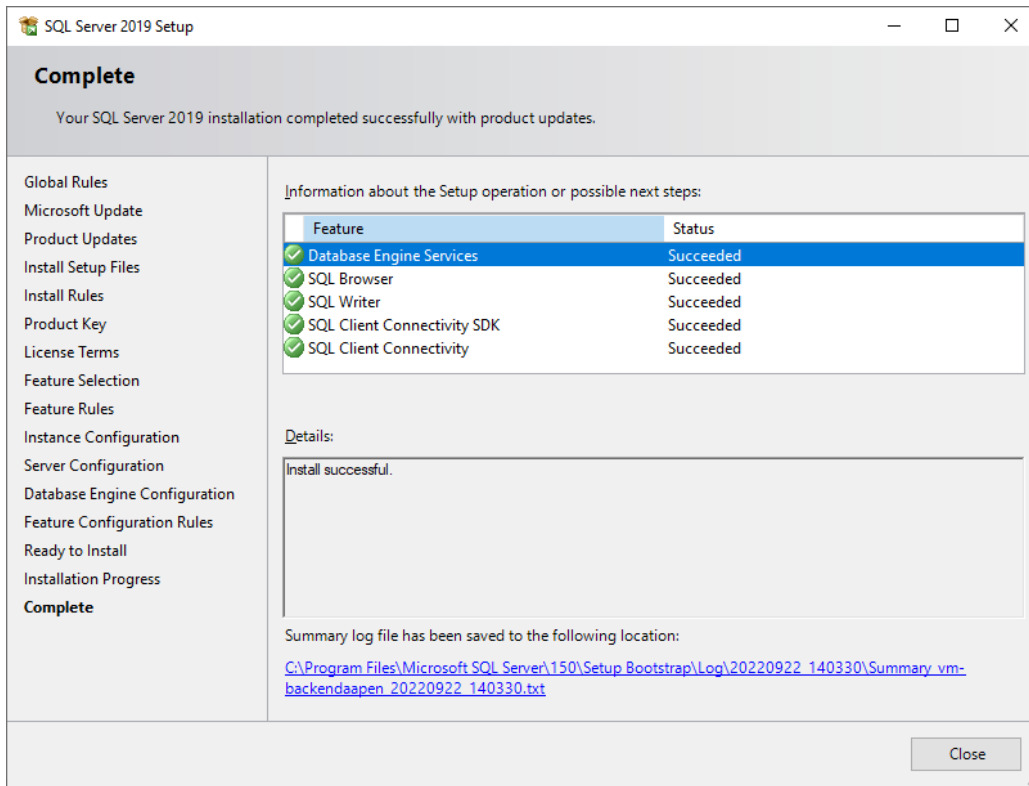 SQL Server 2019 Setup
Complete
Your SQL Server 2019 installation completed successfully with product updates.
Global Rules
Microsoft Update
Product Updates
Install Setup Files
Install Rules
Product Key
License Terms
Feature Selection
Feature Rules
Instance Configuration
Server Configuration
Database Engine Configuration
Feature Configuration Rules
Ready to Install
Installation Progress
Complete
Information about the Setup operation or possible next steps:
Feature Status
Database Engine Services Succeeded
SQL Browser Succeeded
SQL Writer Succeeded
SQL Client Connectivity SDK Succeeded
SQL Client Connectivity Succeeded
Details:
Install successful.
Summary log file has been saved to the following location:
C:\Program Files\Microsoft SQL Server\150\Setup Bootstrap\Log\20220922_140330\Summary_vm-
backendaapen_20220922_140330.txt
Close